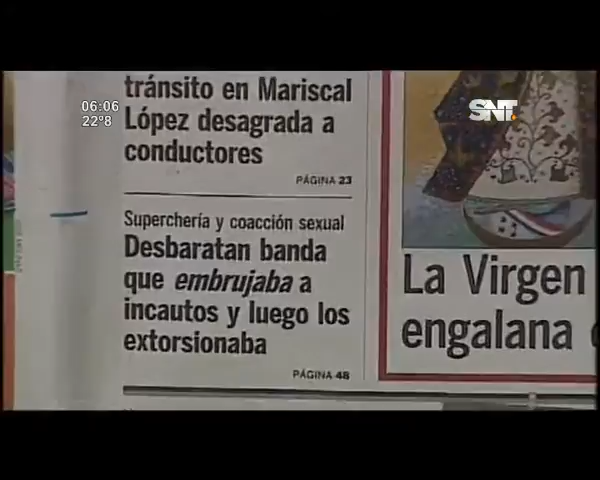 06:06
22°8
SNT.
tránsito en Mariscal
López desagrada a
conductores
PÁGINA 23
Superchería y coacción sexual
Desbaratan banda
que embrujaba a
incautos y luego los
extorsionaba
PÁGINA 48
La Virgen
engalana